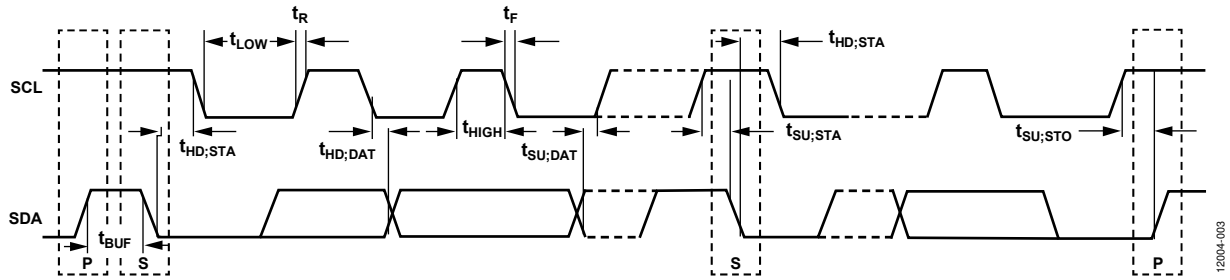 tR
tF
tLOW
tHD;STA
SCL
tHD;STA
tHD;DAT
tHIGH
tSU;DAT
tSU;STA
tSU;STO
SDA
tBUF
P
S
S
P
12004-003